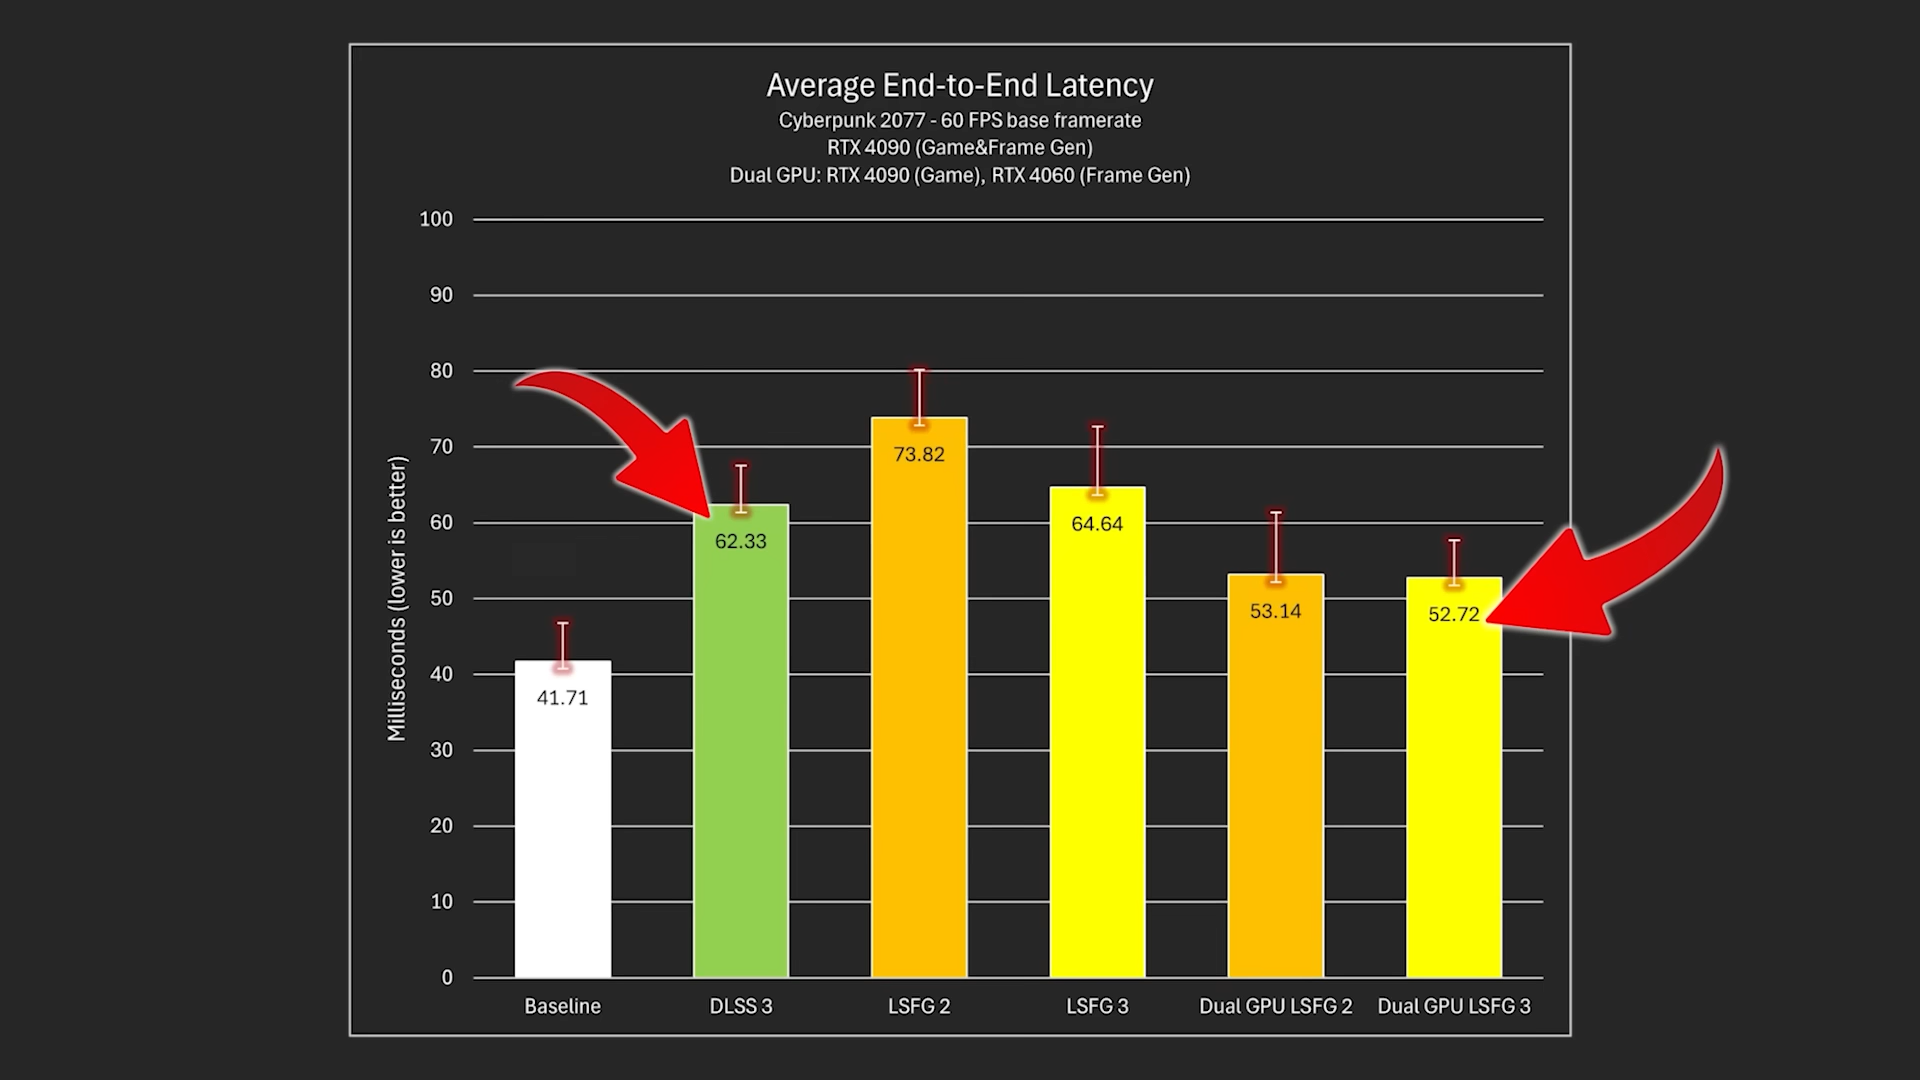 Average End-to-End Latency
Cyberpunk 2077 - 60 FPS base framerate
RTX 4090 (Game&Frame Gen)
Dual GPU: RTX 4090 (Game), RTX 4060 (Frame Gen)
Milliseconds (lower is better)
100
90
80
70
60
50
40
30
20
10
0
41.71
62.33
73.82
64.64
53.14
52.72
Baseline
DLSS 3
LSFG 2
LSFG 3
Dual GPU LSFG 2
Dual GPU LSFG 3